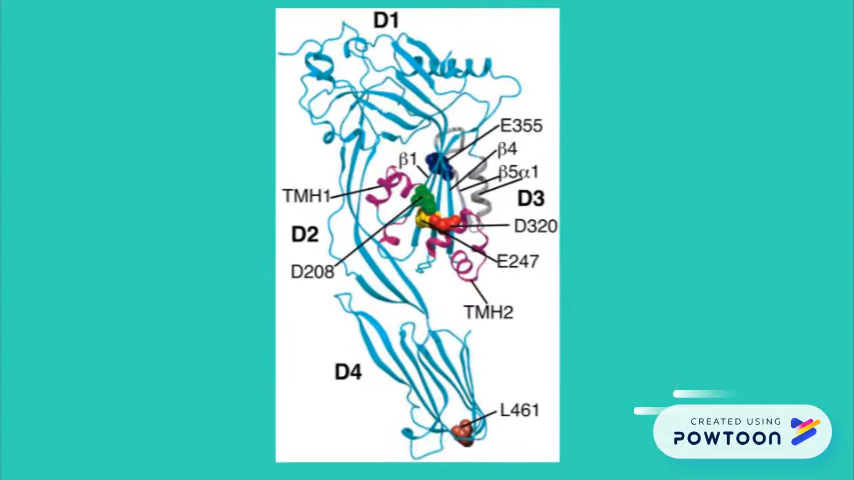 D1
E355
β4
β1
β5α1
TMH1
D3
D320
D2
E247
D208
TMH2
D4
L461
CREATED USING
POWTOON